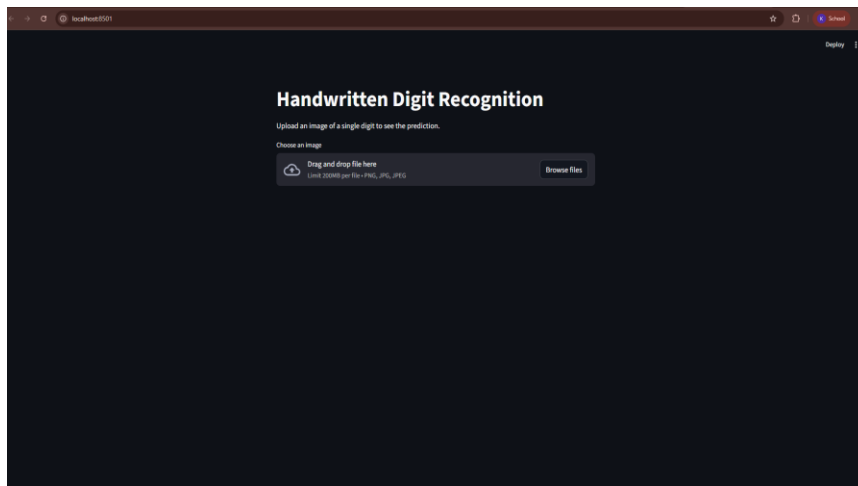 localhost:8501
K School
Deploy
Handwritten Digit Recognition
Upload an image of a single digit to see the prediction.
Choose an image
Drag and drop file here
Limit 200MB per file • PNG, JPG, JPEG
Browse files